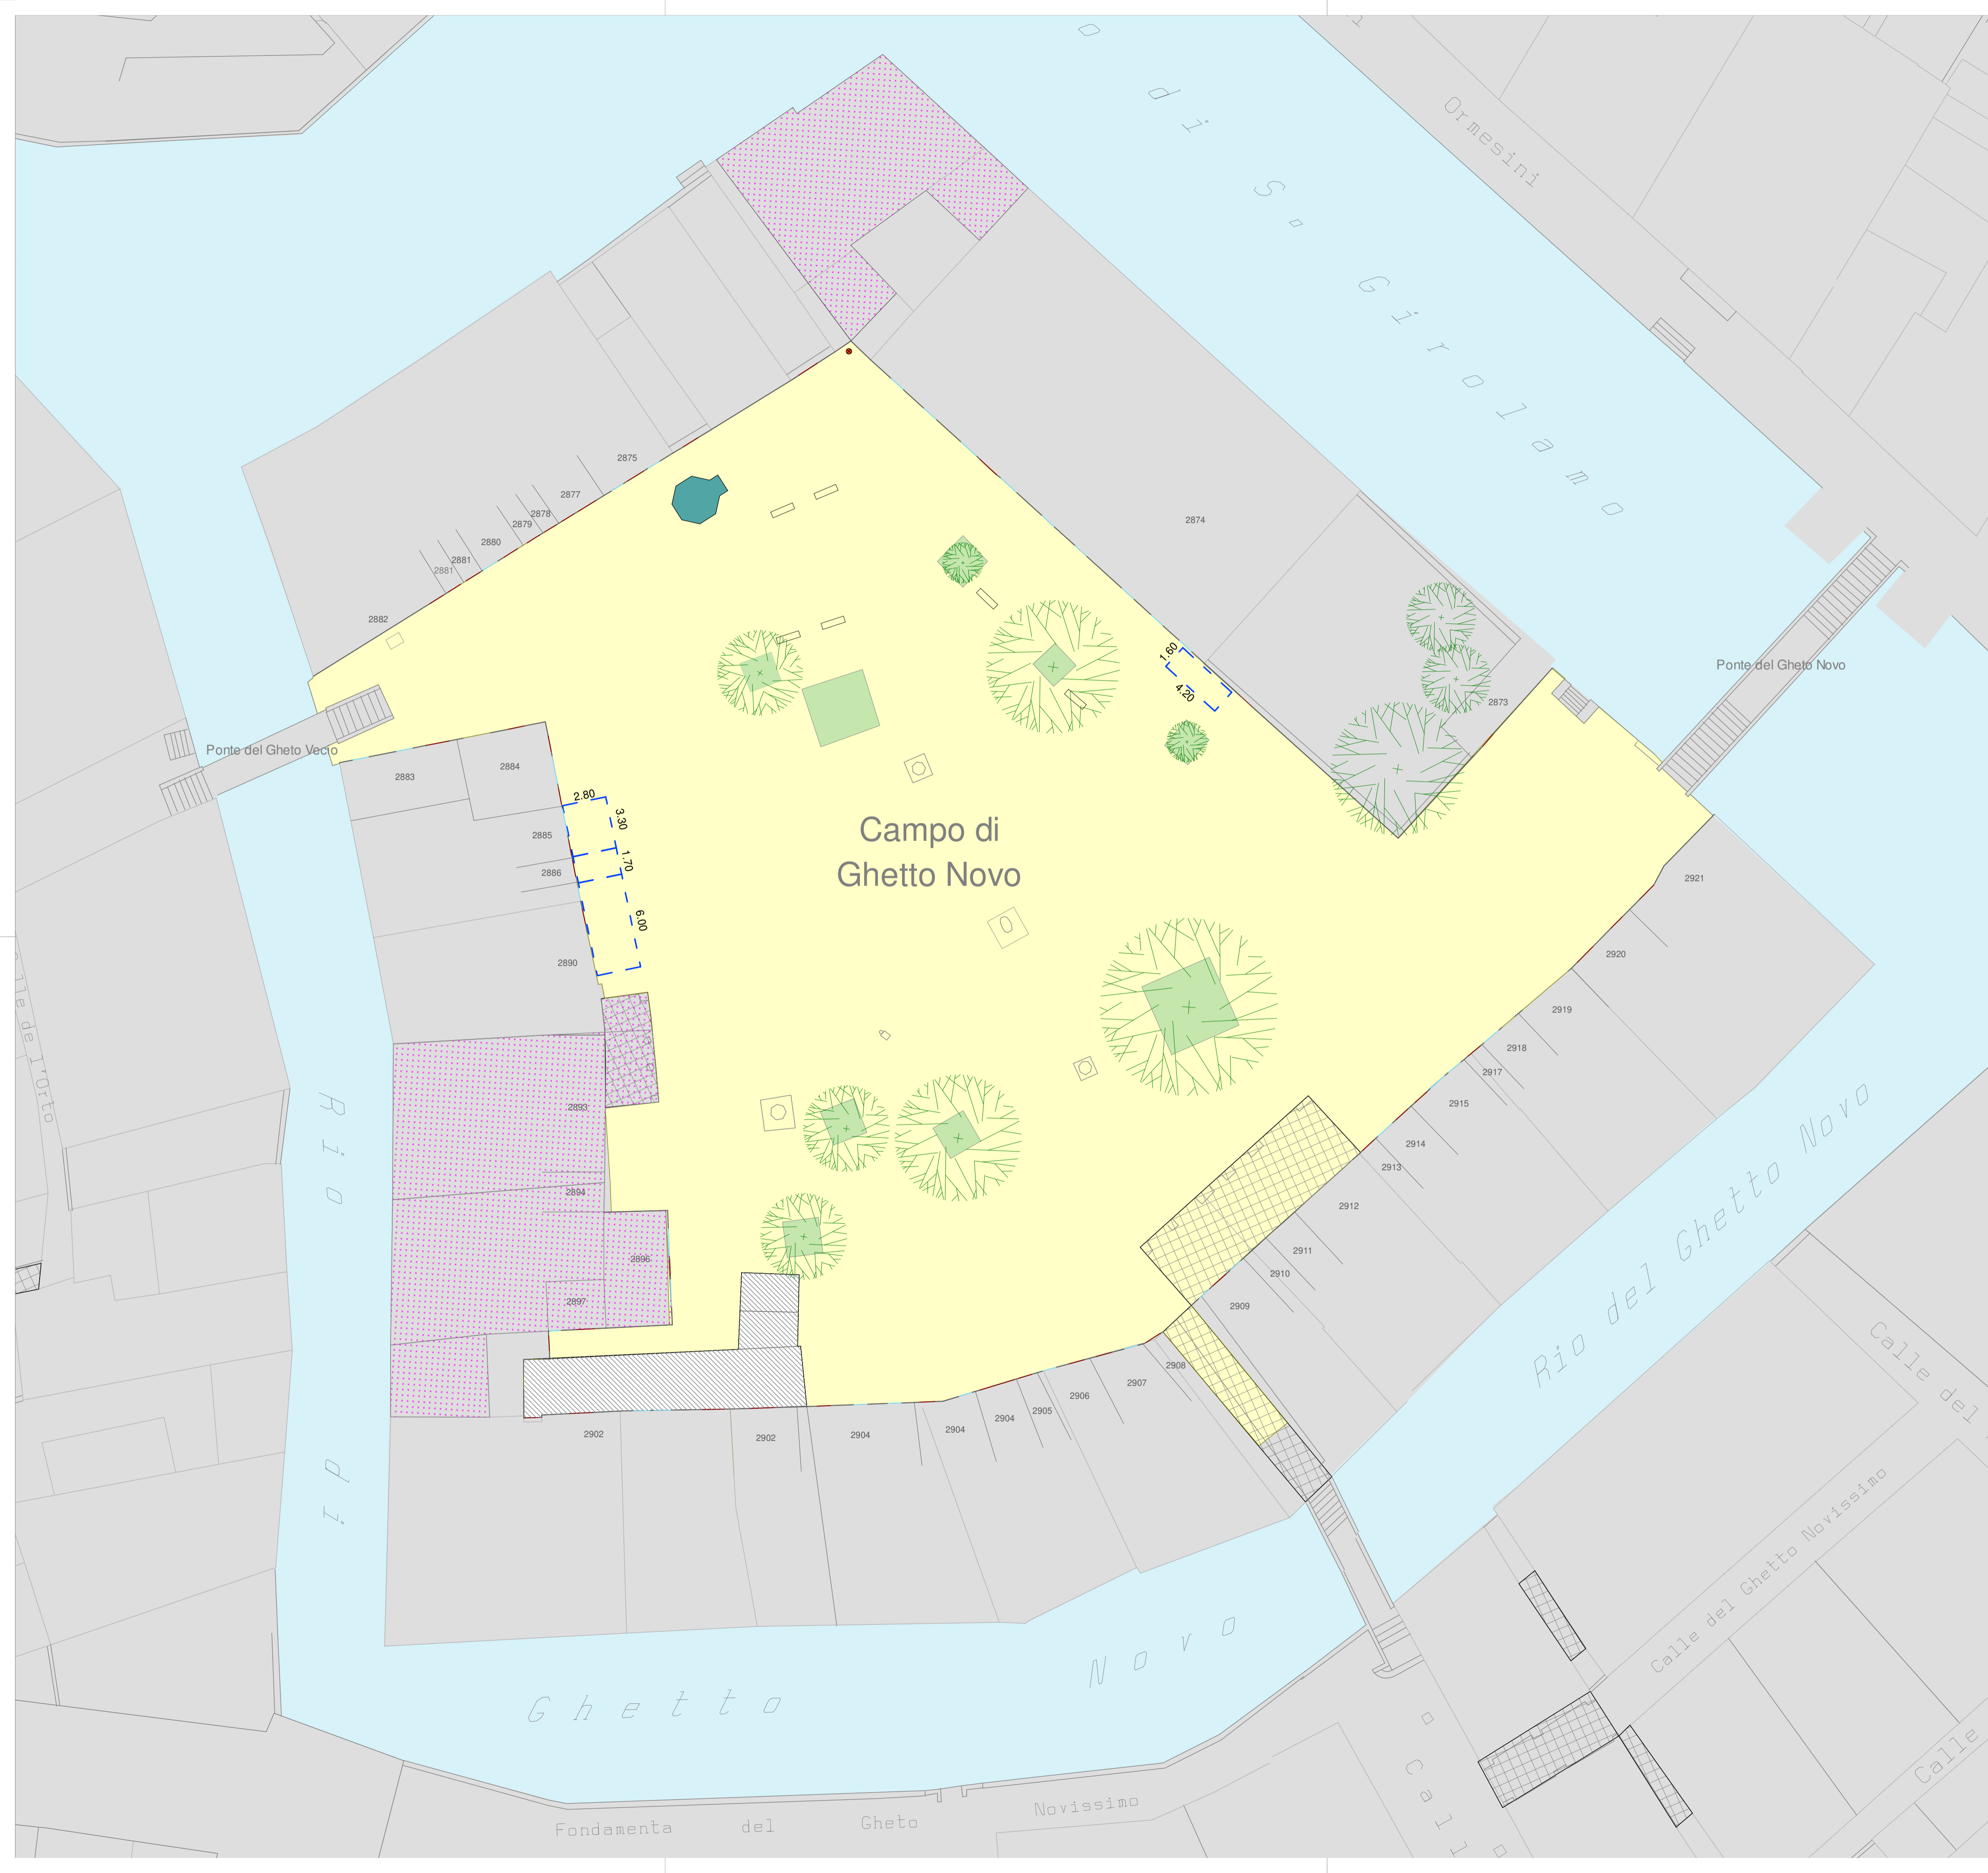 o
di
S.
Girolamo
Ormesini
2875
2877
2878
2879
2880
2881
2881
2882
2874
1.60
4.20
2873
Ponte del Gheto Novo
Ponte del Gheto Vecio
2883
2884
2.80
3.30
2885
1.70
2886
6.00
2890
Campo di
Ghetto Novo
2921
2920
2919
2918
2917
2915
2914
2913
2912
2911
2910
2909
2908
2907
2906
2905
2904
2904
2904
2902
2902
2893
2894
2896
2897
Rio
di
Ghetto
Novo
Rio del Ghetto Novo
Calle del
Calle del Ghetto Novissimo
Calle
Fondamenta del Gheto Novissimo